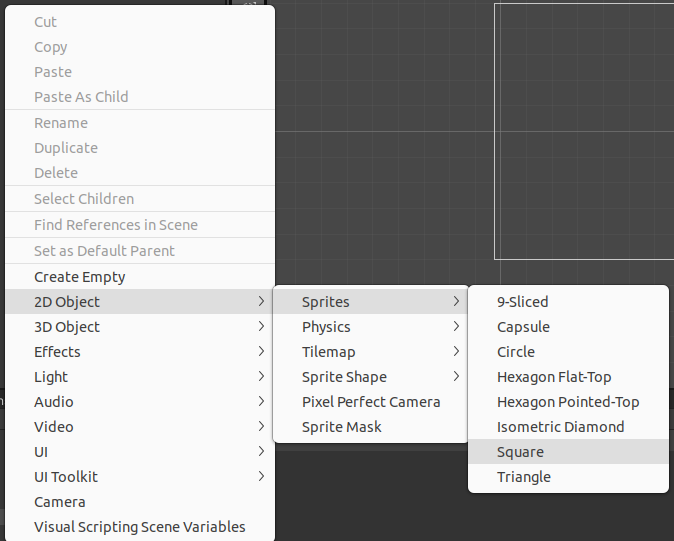 Cut
Copy
Paste
Paste As Child
Rename
Duplicate
Delete
Select Children
Find References in Scene
Set as Default Parent
Create Empty
2D Object
3D Object
Effects
Light
Audio
Video
UI
UI Toolkit
Camera
Visual Scripting Scene Variables
Sprites
Physics
Tilemap
Sprite Shape
Pixel Perfect Camera
Sprite Mask
9-Sliced
Capsule
Circle
Hexagon Flat-Top
Hexagon Pointed-Top
Isometric Diamond
Square
Triangle